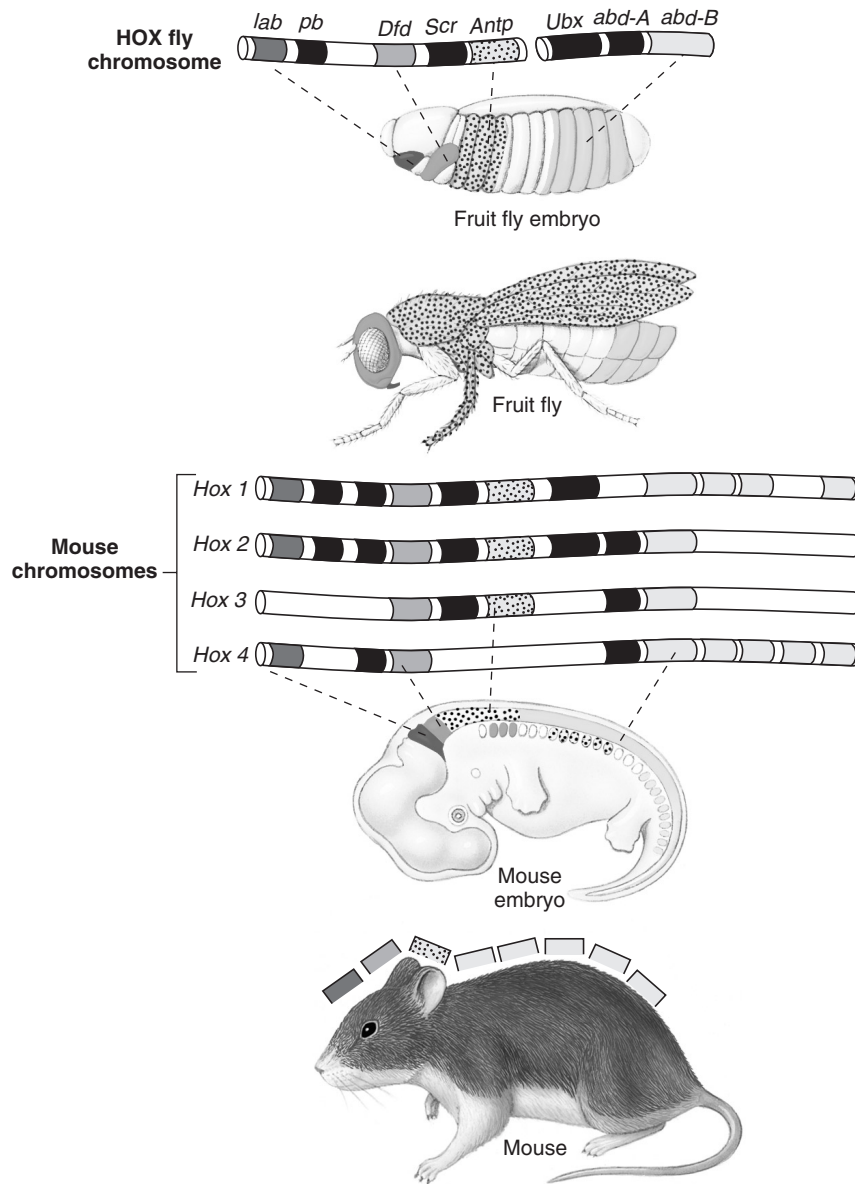 lab pb Dfd Scr Antp Ubx abd-A abd-B
HOX fly
chromosome
Fruit fly embryo
Fruit fly
Hox 1
Hox 2
Mouse
chromosomes
Hox 3
Hox 4
Mouse
embryo
Mouse